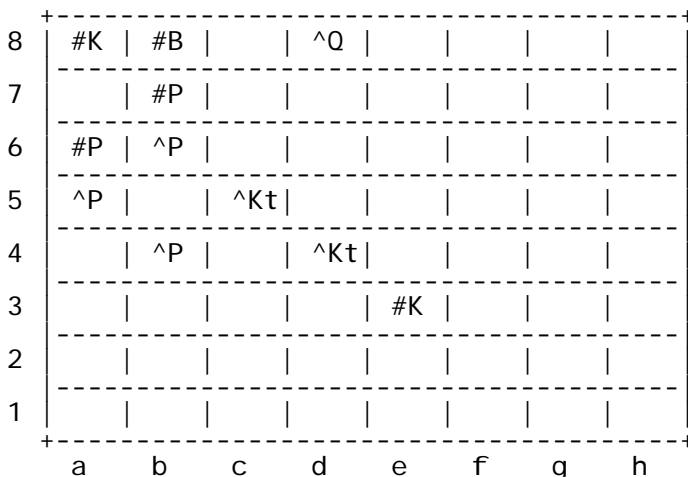 +----------------------------------------+
8 | #K | #B | | ^Q | | | | |
----------------------------------------
7 | | #P | | | | | | |
----------------------------------------
6 | #P | ^P | | | | | | |
----------------------------------------
5 | ^P | | ^Kt| | | | | |
----------------------------------------
4 | | ^P | | ^Kt| | | | |
----------------------------------------
3 | | | | | #K | | | |
----------------------------------------
2 | | | | | | | | |
----------------------------------------
1 | | | | | | | | |
+----------------------------------------+
a b c d e f g h